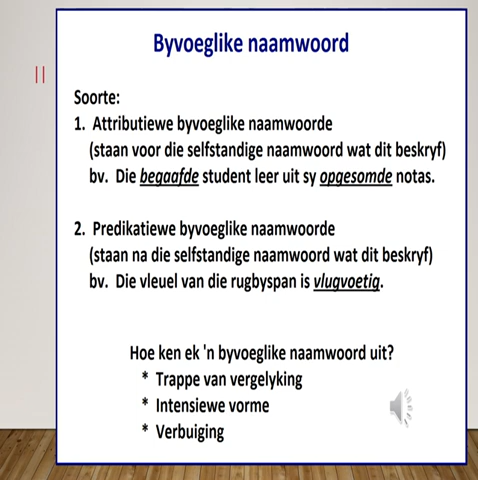 Byvoeglike naamwoord
Soorte:
1. Attributiewe byvoeglike naamwoorde
(staan voor die selfstandige naamwoord wat dit beskryf)
bv. Die begaafde student leer uit sy opgesomde notas.
2. Predikatiewe byvoeglike naamwoorde
(staan na die selfstandige naamwoord wat dit beskryf)
bv. Die vleuel van die rugbyspan is vlugvoetig.
Hoe ken ek 'n byvoeglike naamwoord uit?
* Trappe van vergelyking
* Intensiewe vorme
* Verbuiging